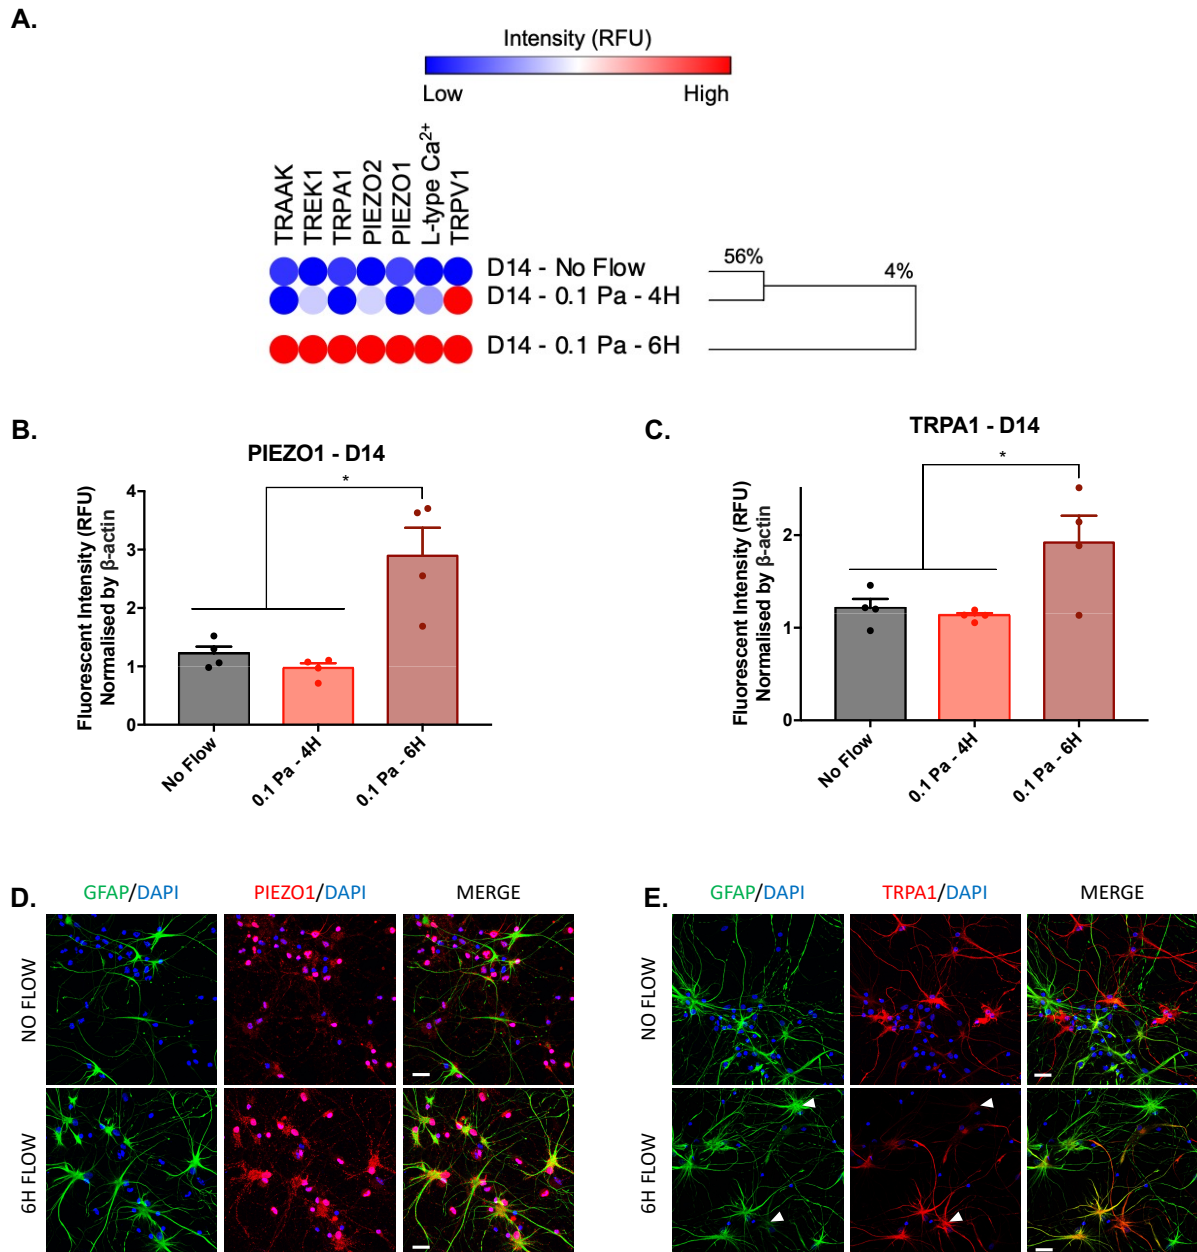 A.
Intensity (RFU)
Low High
TRAAK TREK1 TRPA1 PIEZO2 PIEZO1 L-type Ca²⁺ TRPV1
D14 - No Flow
D14 - 0.1 Pa - 4H
D14 - 0.1 Pa - 6H
56%
4%
B.
PIEZO1 - D14
*
Fluorescent Intensity (RFU)
Normalised by β-actin
4
3
2
1
0
No Flow
0.1 Pa - 4H
0.1 Pa - 6H
C.
TRPA1 - D14
*
Fluorescent Intensity (RFU)
Normalised by β-actin
2
1
0
No Flow
0.1 Pa - 4H
0.1 Pa - 6H
D.
GFAP/DAPI PIEZO1/DAPI MERGE
NO FLOW
6H FLOW
E.
GFAP/DAPI TRPA1/DAPI MERGE
NO FLOW
6H FLOW